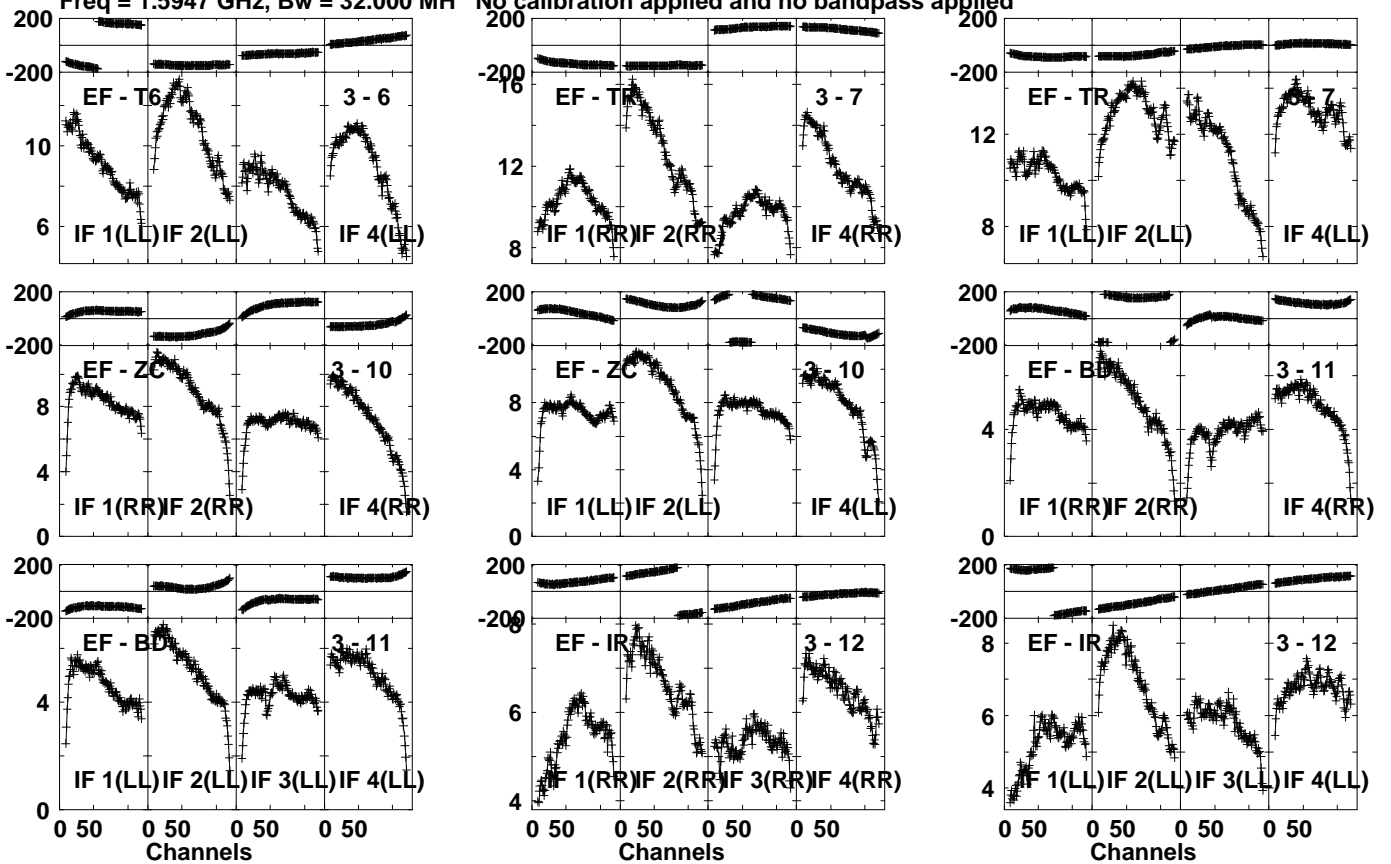 Freq = 1.5947 GHz, Bw = 32.000 MH No calibration applied and no bandpass applied
200
-200
EF - T6
3 - 6
10
6
IF 1(LL)
IF 2(LL)
IF 4(LL)
200
-200
16
EF - TR
3 - 7
12
8
IF 1(RR)
IF 2(RR)
IF 4(RR)
200
-200
EF - TR
3 - 7
12
8
IF 1(LL)
IF 2(LL)
IF 4(LL)
200
-200
EF - ZC
3 - 10
8
4
0
IF 1(RR)
IF 2(RR)
IF 4(RR)
200
-200
EF - ZC
3 - 10
8
4
0
IF 1(LL)
IF 2(LL)
IF 4(LL)
200
-200
EF - BD
3 - 11
4
0
IF 1(RR)
IF 2(RR)
IF 4(RR)
200
-200
EF - BD
3 - 11
4
0
IF 1(LL)
IF 2(LL)
IF 3(LL)
IF 4(LL)
0 50 0 50 0 50 0 50
Channels
200
-200
8
EF - IR
3 - 12
6
4
IF 1(RR)
IF 2(RR)
IF 3(RR)
IF 4(RR)
0 50 0 50 0 50 0 50
Channels
200
-200
EF - IR
3 - 12
8
6
4
IF 1(LL)
IF 2(LL)
IF 3(LL)
IF 4(LL)
0 50 0 50 0 50 0 50
Channels